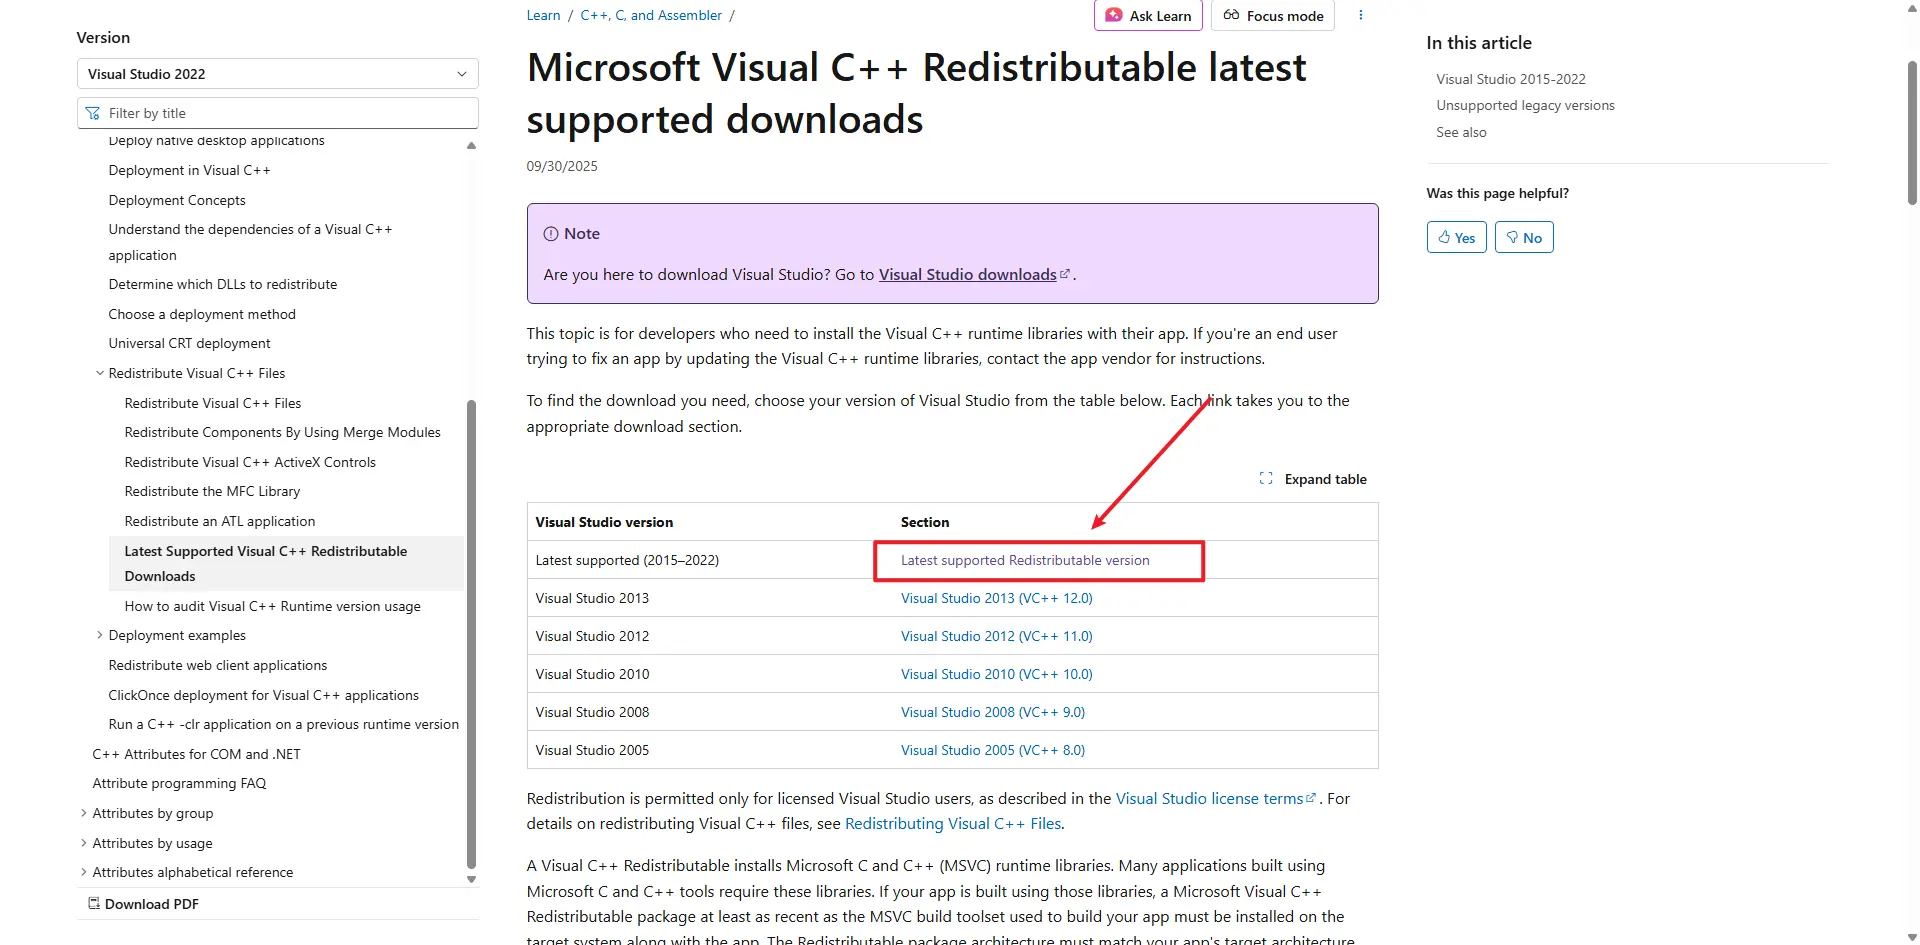 Learn / C++, C, and Assembler /
Ask Learn
Focus mode
Version
Visual Studio 2022
Filter by title
Deploy native desktop applications
Deployment in Visual C++
Deployment Concepts
Understand the dependencies of a Visual C++
application
Determine which DLLs to redistribute
Choose a deployment method
Universal CRT deployment
Redistribute Visual C++ Files
Redistribute Visual C++ Files
Redistribute Components By Using Merge Modules
Redistribute Visual C++ ActiveX Controls
Redistribute the MFC Library
Redistribute an ATL application
Latest Supported Visual C++ Redistributable
Downloads
How to audit Visual C++ Runtime version usage
Deployment examples
Redistribute web client applications
ClickOnce deployment for Visual C++ applications
Run a C++ -clr application on a previous runtime version
C++ Attributes for COM and .NET
Attribute programming FAQ
Attributes by group
Attributes by usage
Attributes alphabetical reference
Download PDF
Microsoft Visual C++ Redistributable latest
supported downloads
09/30/2025
Note
Are you here to download Visual Studio? Go to Visual Studio downloads.
This topic is for developers who need to install the Visual C++ runtime libraries with their app. If you're an end user
trying to fix an app by updating the Visual C++ runtime libraries, contact the app vendor for instructions.
To find the download you need, choose your version of Visual Studio from the table below. Each link takes you to the
appropriate download section.
Expand table
Visual Studio version Section
Latest supported (2015–2022) Latest supported Redistributable version
Visual Studio 2013 Visual Studio 2013 (VC++ 12.0)
Visual Studio 2012 Visual Studio 2012 (VC++ 11.0)
Visual Studio 2010 Visual Studio 2010 (VC++ 10.0)
Visual Studio 2008 Visual Studio 2008 (VC++ 9.0)
Visual Studio 2005 Visual Studio 2005 (VC++ 8.0)
Redistribution is permitted only for licensed Visual Studio users, as described in the Visual Studio license terms. For
details on redistributing Visual C++ files, see Redistributing Visual C++ Files.
A Visual C++ Redistributable installs Microsoft C and C++ (MSVC) runtime libraries. Many applications built using
Microsoft C and C++ tools require these libraries. If your app is built using those libraries, a Microsoft Visual C++
Redistributable package at least as recent as the MSVC build toolset used to build your app must be installed on the
target system along with the app. The Redistributable package architecture must match your app's target architecture
In this article
Visual Studio 2015-2022
Unsupported legacy versions
See also
Was this page helpful?
Yes
No